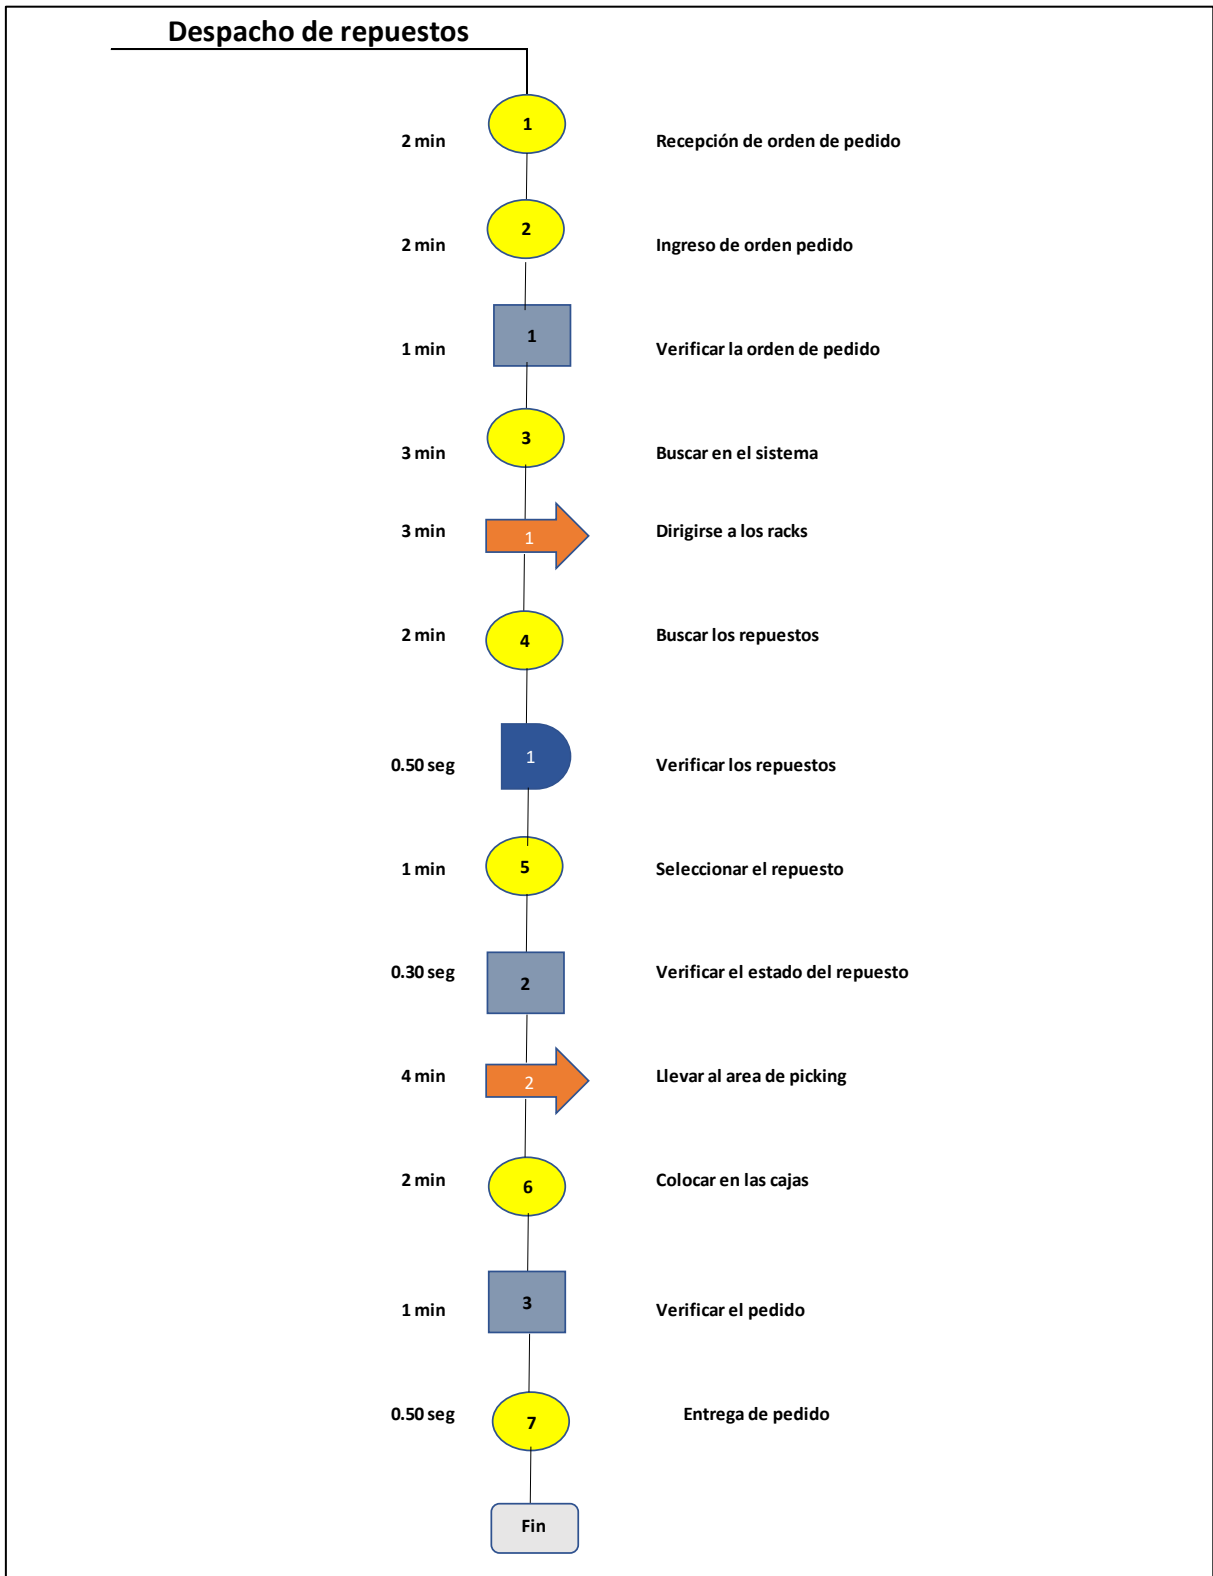 Despacho de repuestos
1
2 min
Recepción de orden de pedido
2
2 min
Ingreso de orden pedido
1
1 min
Verificar la orden de pedido
3
3 min
Buscar en el sistema
3 min
1
Dirigirse a los racks
2 min
4
Buscar los repuestos
0.50 seg
1
Verificar los repuestos
1 min
5
Seleccionar el repuesto
0.30 seg
2
Verificar el estado del repuesto
4 min
2
Llevar al area de picking
2 min
6
Colocar en las cajas
1 min
3
Verificar el pedido
0.50 seg
7
Entrega de pedido
Fin